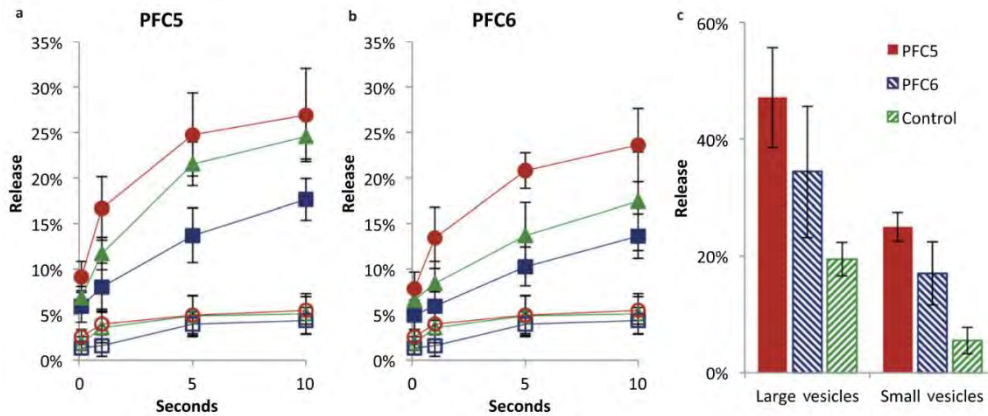 a
PFC5
35%
30%
25%
20%
15%
10%
5%
0%
Release
0 5 10
Seconds
b
PFC6
35%
30%
25%
20%
15%
10%
5%
0%
Release
0 5 10
Seconds
c
60%
40%
20%
0%
Release
PFC5
PFC6
Control
Large vesicles Small vesicles